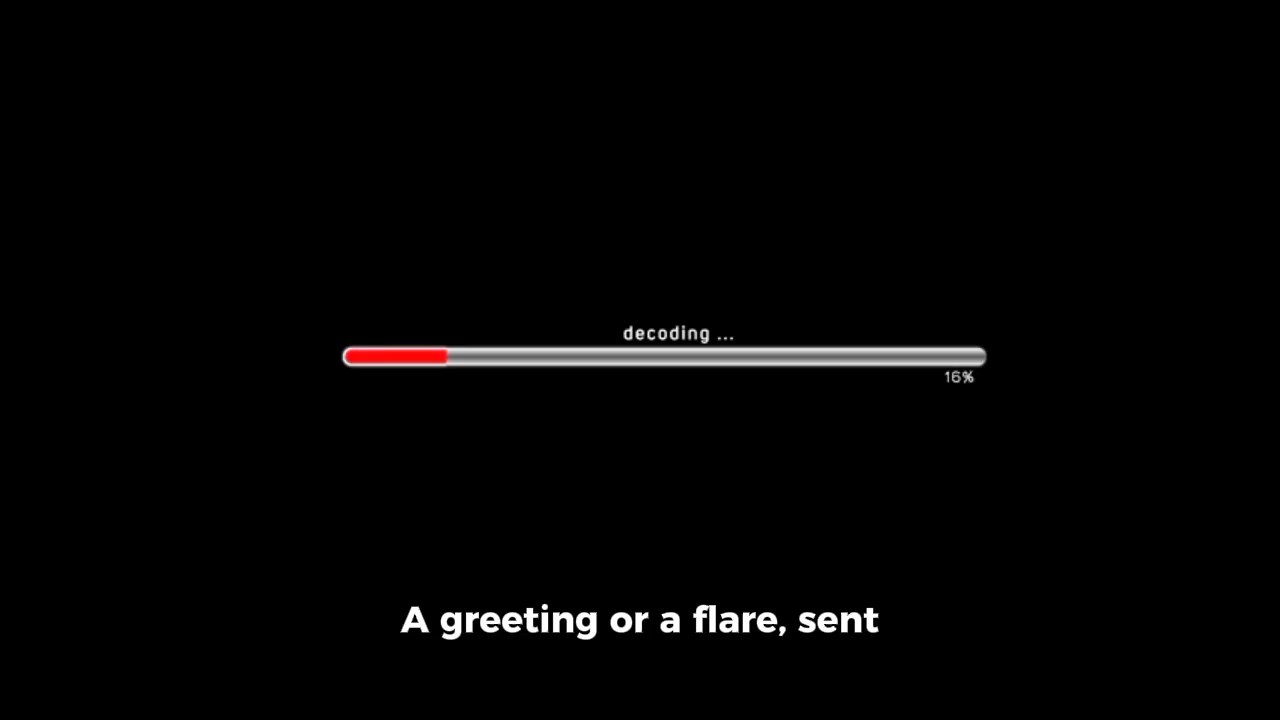 decoding ...
16%
A greeting or a flare, sent